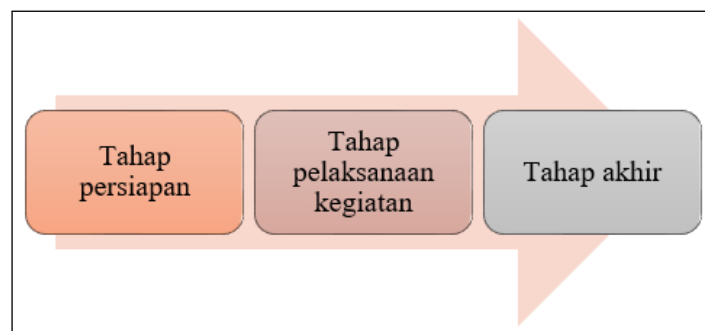 Tahap
persiapan
Tahap
pelaksanaan
kegiatan
Tahap akhir